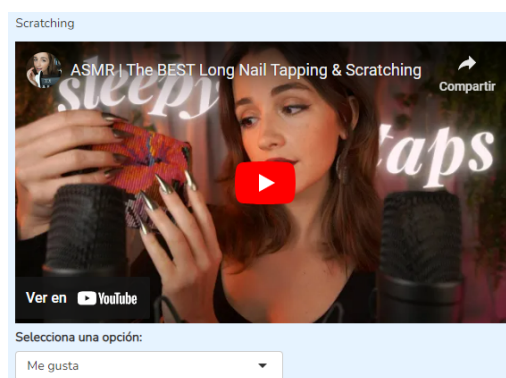 Scratching
ASMR | The BEST Long Nail Tapping & Scratching
Compartir
sleepy
taps
Ver en YouTube
Selecciona una opción:
Me gusta